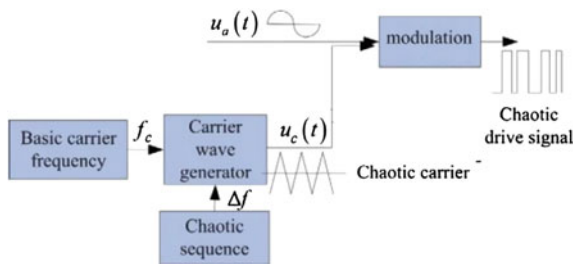 u_a(t)
modulation
Chaotic
drive signal
Basic carrier
frequency
f_c
Carrier
wave
generator
u_c(t)
Chaotic carrier
Δf
Chaotic
sequence